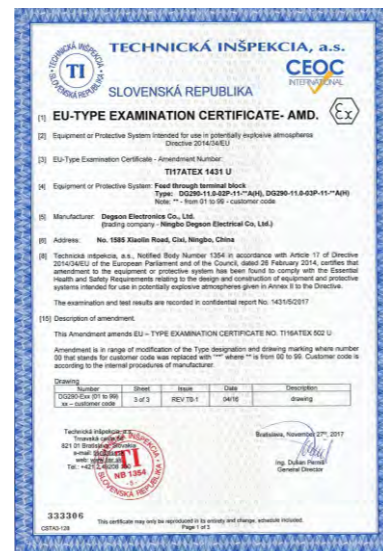 TECHNICKÁ INŠPEKCIA, a.s.
TECHNICKÁ INŠPEKCIA
TI
SLOVENSKÁ REPUBLIKA
CEOC
INTERNATIONAL
SLOVENSKÁ REPUBLIKA
[1] EU-TYPE EXAMINATION CERTIFICATE- AMD.
[2] Equipment or Protective System Intended for use in potentially explosive atmospheres
Directive 2014/34/EU
[3] EU-Type Examination Certificate - Amendment Number:
TI17ATEX 1431 U
[4] Equipment or Protective System: Feed through terminal block
Type: DG290-11.0-02P-11-**A(H), DG290-11.0-03P-11-**A(H)
Note: ** - from 01 to 99 - customer code
[5] Manufacturer: Degson Electronics Co., Ltd.
(trading company - Ningbo Degson Electrical Co, Ltd.)
[6] Address: No. 1585 Xiaolin Road, Cixi, Ningbo, China
[8] Technická inšpekcia, a.s., Notified Body Number 1354 in accordance with Article 17 of Directive
2014/34/EU of the European Parliament and of the Council, dated 26 February 2014, certifies that
amendment to the equipment or protective system has been found to comply with the Essential
Health and Safety Requirements relating to the design and construction of equipment and protective
systems intended for use in potentially explosive atmospheres given in Annex II to the Directive.
The examination and test results are recorded in confidential report No. 1431/5/2017
[15] Description of amendment:
This Amendment amends EU – TYPE EXAMINATION CERTIFICATE NO. TI16ATEX 502 U
Amendment is in range of modification of the Type designation and drawing marking where number
00 that stands for customer code was replaced with "**" where ** is from 00 to 99. Customer code is
according to the internal procedures of manufacturer.
Drawing
Number Sheet Issue Date Description
DG290-Exx (01 to 99) 3 of 3 REV T0-1 04/16 drawing
xx – customer code
Technická inšpekcia, a.s.
Trnavská cesta
821 01 Bratislava, Slovakia
e-mail:
web:
Tel.: +421 2
NB 1354
Bratislava, November 27th, 2017
Ing. Dušan
General Director
333306
CSTA3-128
This certificate may only be reproduced in its entirety and change, schedule included.
Page 1 of 3